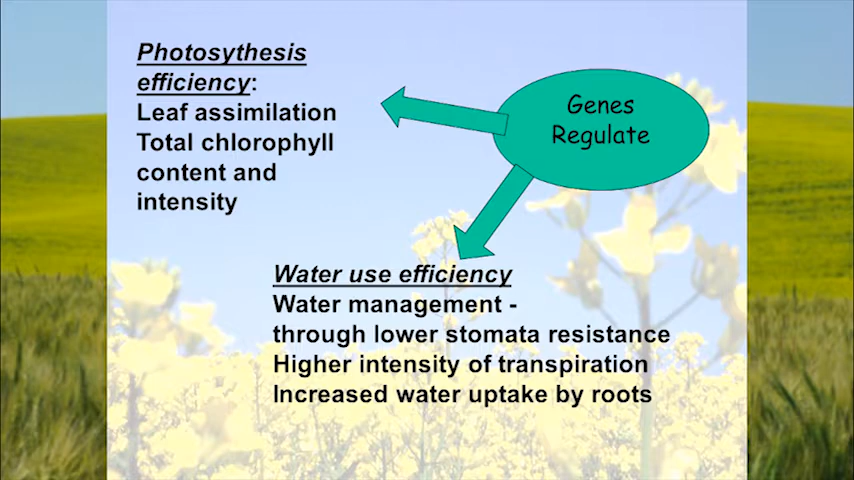 Photosythesis
efficiency:
Leaf assimilation
Total chlorophyll
content and
intensity
Genes
Regulate
Water use efficiency
Water management -
through lower stomata resistance
Higher intensity of transpiration
Increased water uptake by roots